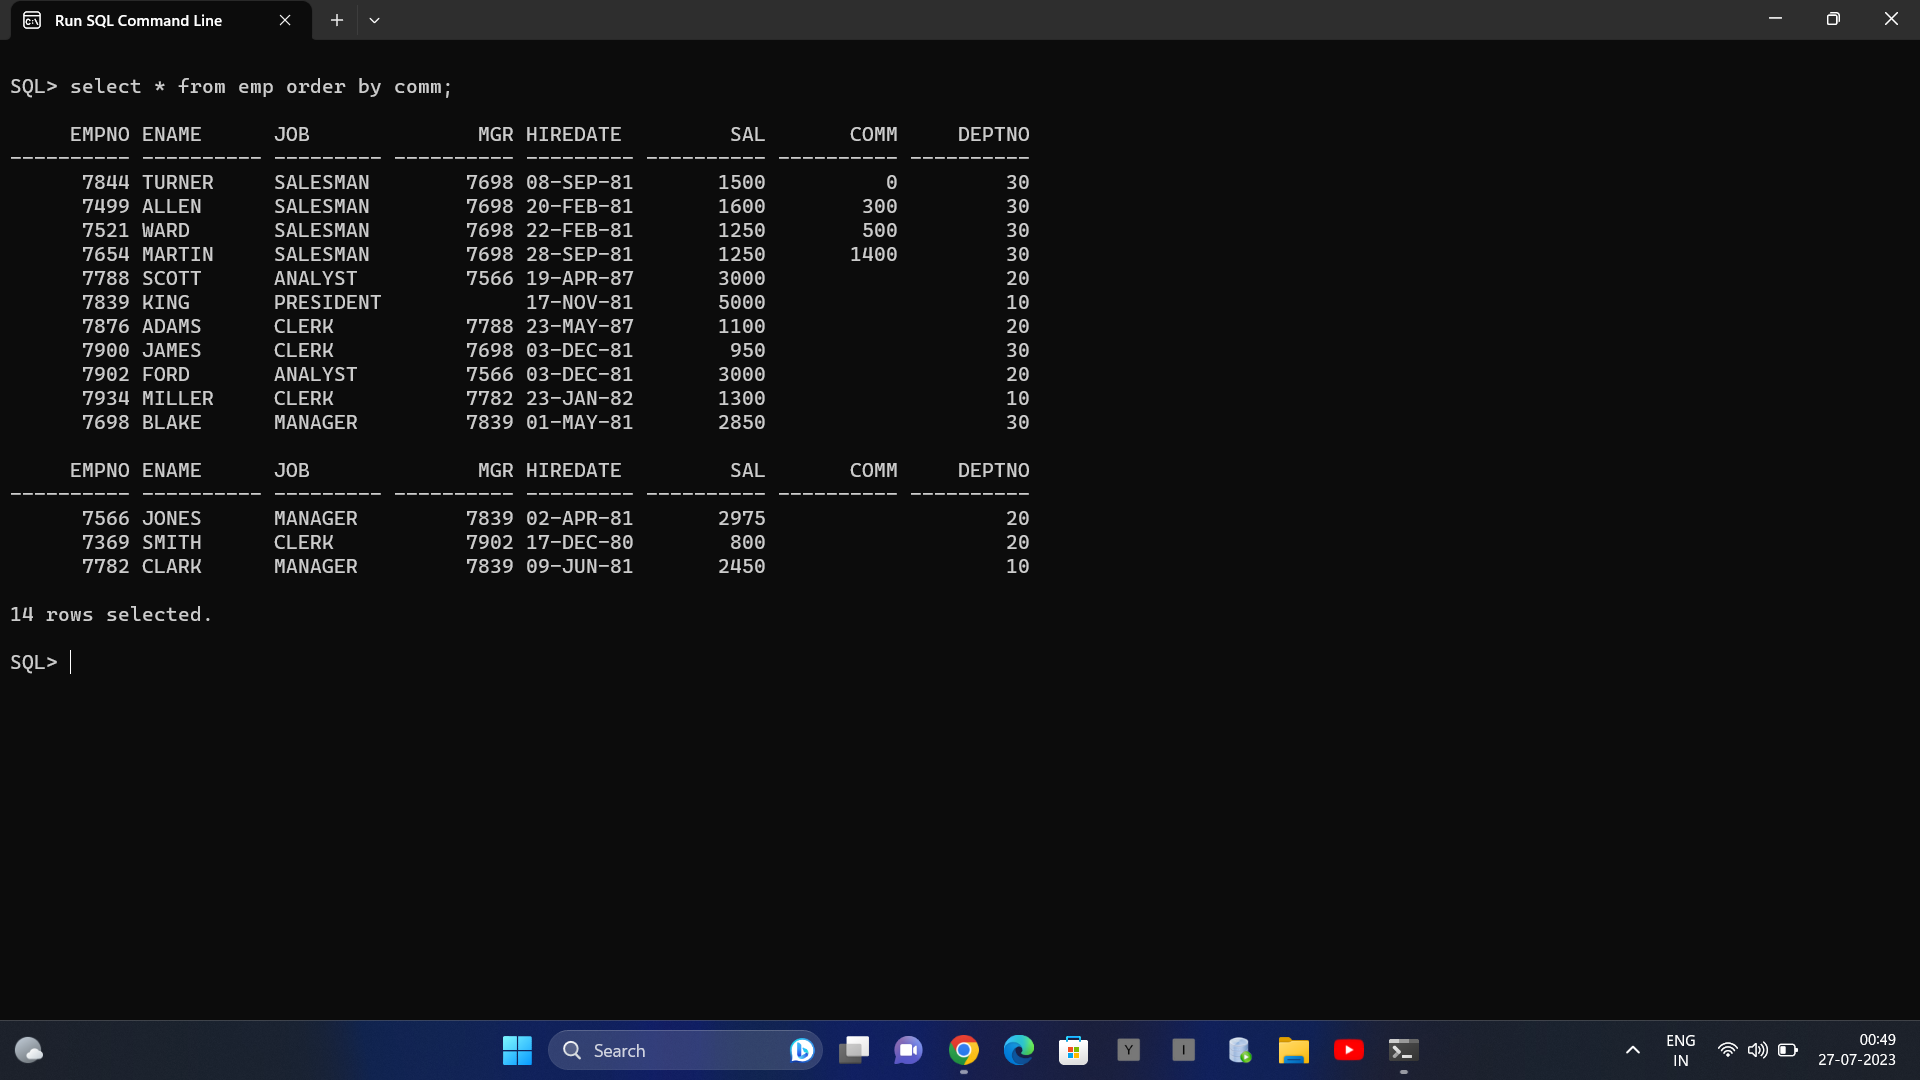 Run SQL Command Line
SQL> select * from emp order by comm;
     EMPNO ENAME      JOB              MGR HIREDATE         SAL       COMM     DEPTNO
---------- ---------- --------- ---------- --------- ---------- ---------- ----------
      7844 TURNER     SALESMAN        7698 08-SEP-81       1500          0         30
      7499 ALLEN      SALESMAN        7698 20-FEB-81       1600        300         30
      7521 WARD       SALESMAN        7698 22-FEB-81       1250        500         30
      7654 MARTIN     SALESMAN        7698 28-SEP-81       1250       1400         30
      7788 SCOTT      ANALYST         7566 19-APR-87       3000                    20
      7839 KING       PRESIDENT            17-NOV-81       5000                    10
      7876 ADAMS      CLERK           7788 23-MAY-87       1100                    20
      7900 JAMES      CLERK           7698 03-DEC-81        950                    30
      7902 FORD       ANALYST         7566 03-DEC-81       3000                    20
      7934 MILLER     CLERK           7782 23-JAN-82       1300                    10
      7698 BLAKE      MANAGER         7839 01-MAY-81       2850                    30
     EMPNO ENAME      JOB              MGR HIREDATE         SAL       COMM     DEPTNO
---------- ---------- --------- ---------- --------- ---------- ---------- ----------
      7566 JONES      MANAGER         7839 02-APR-81       2975                    20
      7369 SMITH      CLERK           7902 17-DEC-80        800                    20
      7782 CLARK      MANAGER         7839 09-JUN-81       2450                    10
14 rows selected.
SQL>
Search
Y
I
ENG
IN
00:49
27-07-2023